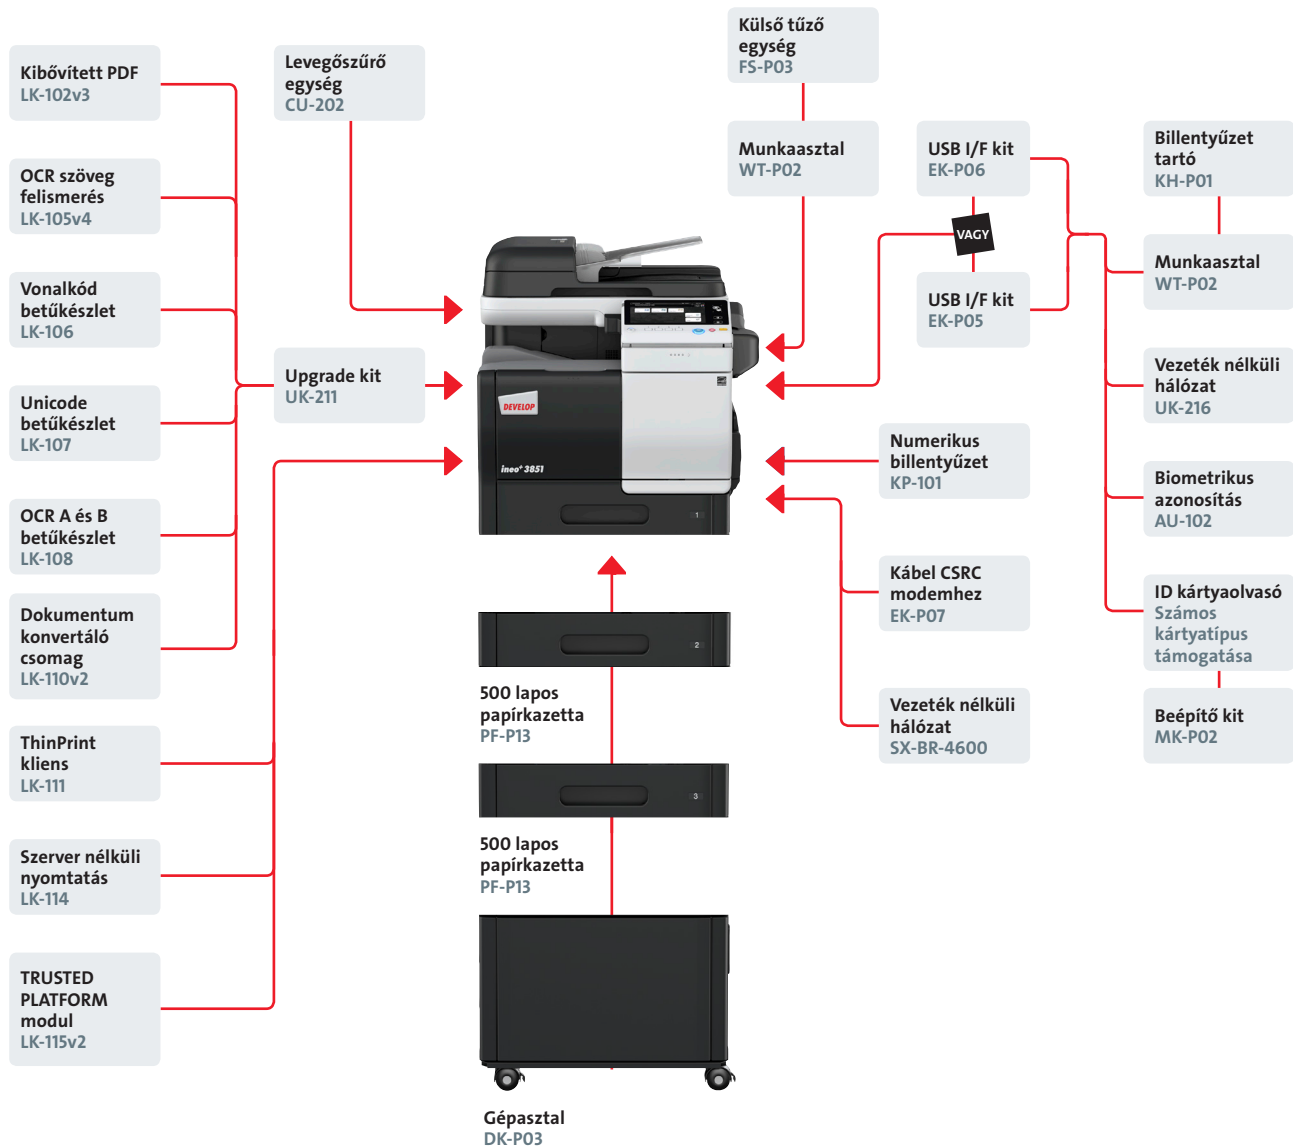 Kibővített PDF
LK-102v3
OCR szöveg
felismerés
LK-105v4
Vonalkód
betűkészlet
LK-106
Unicode
betűkészlet
LK-107
OCR A és B
betűkészlet
LK-108
Dokumentum
konvertáló
csomag
LK-110v2
ThinPrint
kliens
LK-111
Szerver nélküli
nyomtatás
LK-114
TRUSTED
PLATFORM
modul
LK-115v2
Levegőszűrő
egység
CU-202
Upgrade kit
UK-211
Külső tűző
egység
FS-P03
Munkaasztal
WT-P02
DEVELOP
ineo+ 3851
1
2
500 lapos
papírkazetta
PF-P13
3
500 lapos
papírkazetta
PF-P13
Gépasztal
DK-P03
USB I/F kit
EK-P06
VAGY
USB I/F kit
EK-P05
Numerikus
billentyűzet
KP-101
Kábel CSRC
modemhez
EK-P07
Vezeték nélküli
hálózat
SX-BR-4600
Billentyűzet
tartó
KH-P01
Munkaasztal
WT-P02
Vezeték nélküli
hálózat
UK-216
Biometrikus
azonosítás
AU-102
ID kártyaolvasó
Számos
kártyatípus
támogatása
Beépítő kit
MK-P02